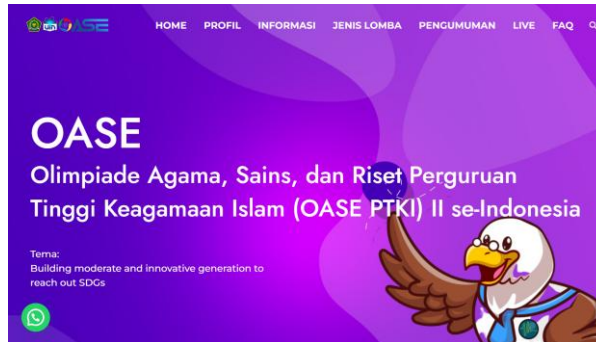 OASE
HOME PROFIL INFORMASI JENIS LOMBA PENGUMUMAN LIVE FAQ
OASE
Olimpiade Agama, Sains, dan Riset Perguruan
Tinggi Keagamaan Islam (OASE PTKI) II se-Indonesia
Tema:
Building moderate and innovative generation to
reach out SDGs